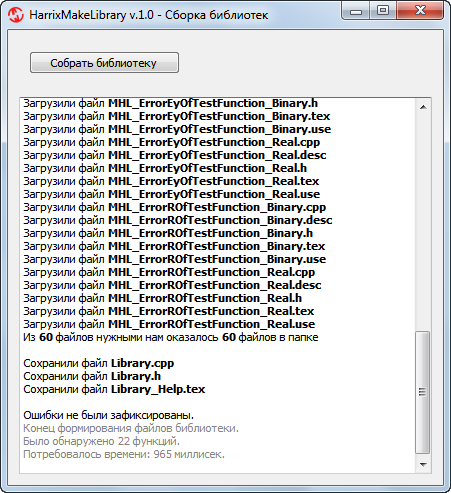 HarrixMakeLibrary v.1.0 - Сборка библиотек
Собрать библиотеку
Загрузили файл MHL_ErrorEyOfTestFunction_Binary.h
Загрузили файл MHL_ErrorEyOfTestFunction_Binary.tex
Загрузили файл MHL_ErrorEyOfTestFunction_Binary.use
Загрузили файл MHL_ErrorEyOfTestFunction_Real.cpp
Загрузили файл MHL_ErrorEyOfTestFunction_Real.desc
Загрузили файл MHL_ErrorEyOfTestFunction_Real.h
Загрузили файл MHL_ErrorEyOfTestFunction_Real.tex
Загрузили файл MHL_ErrorEyOfTestFunction_Real.use
Загрузили файл MHL_ErrorROfTestFunction_Binary.cpp
Загрузили файл MHL_ErrorROfTestFunction_Binary.desc
Загрузили файл MHL_ErrorROfTestFunction_Binary.h
Загрузили файл MHL_ErrorROfTestFunction_Binary.tex
Загрузили файл MHL_ErrorROfTestFunction_Binary.use
Загрузили файл MHL_ErrorROfTestFunction_Real.cpp
Загрузили файл MHL_ErrorROfTestFunction_Real.desc
Загрузили файл MHL_ErrorROfTestFunction_Real.h
Загрузили файл MHL_ErrorROfTestFunction_Real.tex
Загрузили файл MHL_ErrorROfTestFunction_Real.use
Из 60 файлов нужными нам оказалось 60 файлов в папке
Сохранили файл Library.cpp
Сохранили файл Library.h
Сохранили файл Library_Help.tex
Ошибки не были зафиксированы.
Конец формирования файлов библиотеки.
Было обнаружено 22 функций.
Потребовалось времени: 965 миллисек.